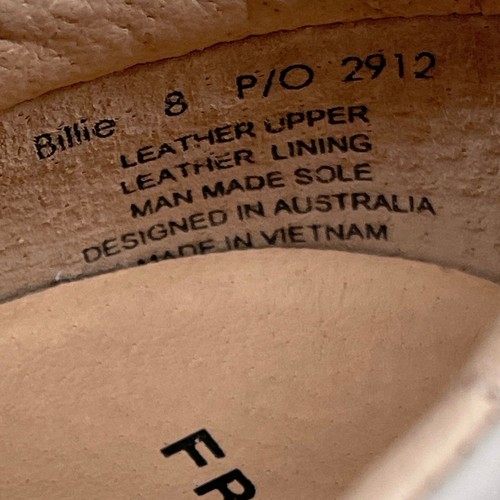 Billie 8 P/O 2912
LEATHER UPPER
LEATHER LINING
MAN MADE SOLE
DESIGNED IN AUSTRALIA
MADE IN VIETNAM
FR